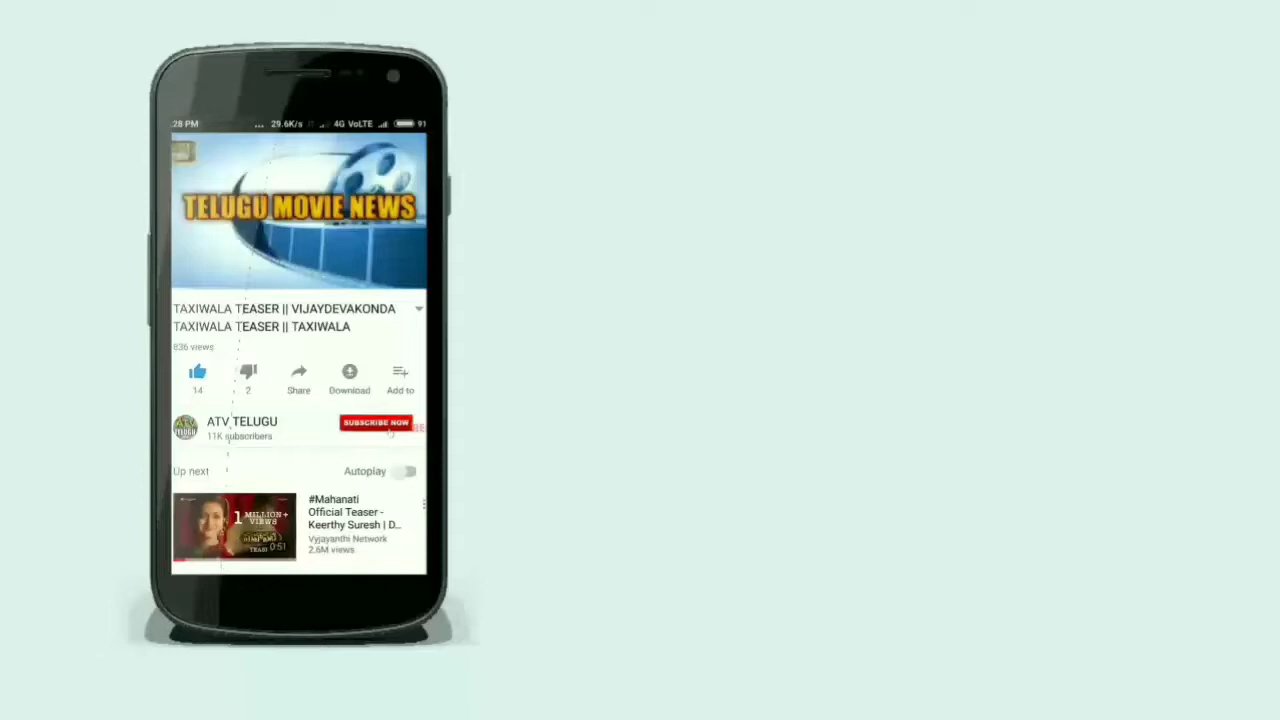 :28 PM ... 29.6K/s 4G VoLTE 91
TELUGU MOVIE NEWS
TAXIWALA TEASER || VIJAYDEVAKONDA
TAXIWALA TEASER || TAXIWALA
836 views
14 2 Share Download Add to
ATV TELUGU
ATV TELUGU
11K subscribers
SUBSCRIBE NOW
Up next Autoplay
1 MILLION+
VIEWS
0:51
#Mahanati
Official Teaser -
Keerthy Suresh | D...
Vyjayanthi Network
2.6M views